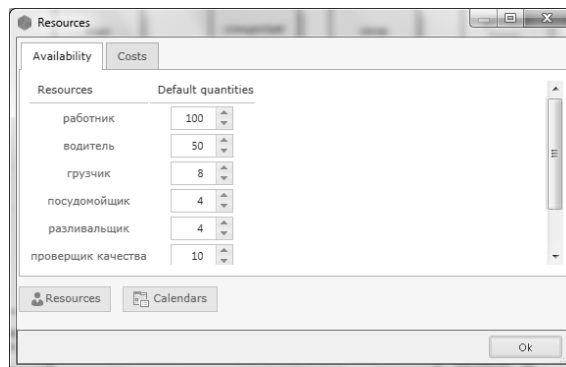 Resources
Availability Costs
Resources Default quantities
работник 100
водитель 50
грузчик 8
посудомойщик 4
разливальщик 4
проверщик качества 10
Resources Calendars
Ok